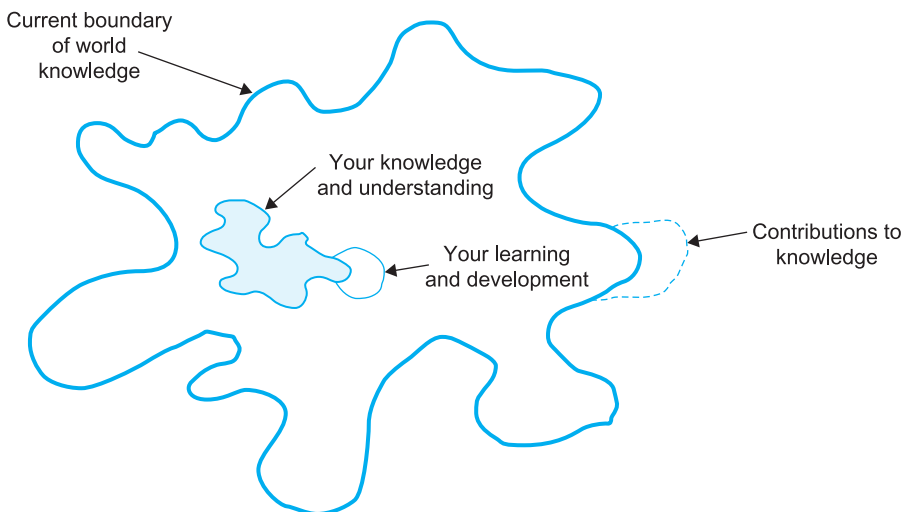 Current boundary
of world
knowledge
Your knowledge
and understanding
Your learning
and development
Contributions to
knowledge